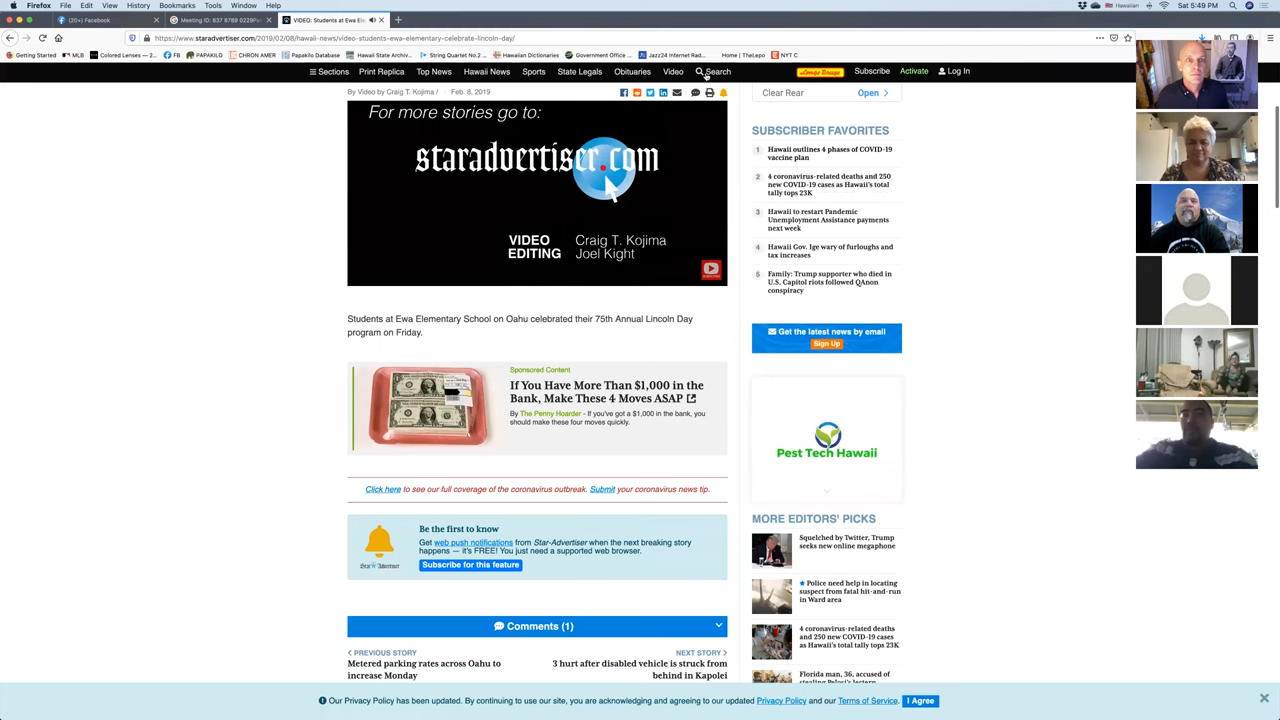 Firefox File Edit View History Bookmarks Tools Window Help
Hawaiian
Sat 5:49 PM
(20+) Facebook
Meeting ID: 837 8769 0229
VIDEO: Students at Ewa El
https://www.staradvertiser.com/2019/02/08/hawaii-news/video-students-ewa-elementary-celebrate-lincoln-day/
Getting Started MLB Colored Lenses — 2... FB PAPAKILO CHRON AMER Papakilo Database Hawaii State Archiv... String Quartet No. 2... Hawaiian Dictionaries Government Office ... Jazz24 Internet Rad... Home | TheLepo NYT C
Sections Print Replica Top News Hawaii News Sports State Legals Obituaries Video Search
Longs Drugs Subscribe Activate Log In
By Video by Craig T. Kojima / Feb. 8, 2019
For more stories go to:
staradvertiser.com
VIDEO EDITING
Craig T. Kojima
Joel Kight
Students at Ewa Elementary School on Oahu celebrated their 75th Annual Lincoln Day
program on Friday.
Sponsored Content
If You Have More Than $1,000 in the
Bank, Make These 4 Moves ASAP
By The Penny Hoarder - If you've got a $1,000 in the bank, you
should make these four moves quickly.
Click here to see our full coverage of the coronavirus outbreak. Submit your coronavirus news tip.
Be the first to know
Get web push notifications from Star-Advertiser when the next breaking story
happens — it's FREE! You just need a supported web browser.
Star Advertiser
Subscribe for this feature
Comments (1)
PREVIOUS STORY
Metered parking rates across Oahu to
increase Monday
NEXT STORY
3 hurt after disabled vehicle is struck from
behind in Kapolei
Clear Rear Open
SUBSCRIBER FAVORITES
1 Hawaii outlines 4 phases of COVID-19
vaccine plan
2 4 coronavirus-related deaths and 250
new COVID-19 cases as Hawaii's total
tally tops 23K
3 Hawaii to restart Pandemic
Unemployment Assistance payments
next week
4 Hawaii Gov. Ige wary of furloughs and
tax increases
5 Family: Trump supporter who died in
U.S. Capitol riots followed QAnon
conspiracy
Get the latest news by email
Sign Up
Pest Tech Hawaii
MORE EDITORS' PICKS
Squelched by Twitter, Trump
seeks new online megaphone
Police need help in locating
suspect from fatal hit-and-run
in Ward area
4 coronavirus-related deaths
and 250 new COVID-19 cases
as Hawaii's total tally tops 23K
Florida man, 36, accused of
stealing Pelosi's lectern
Our Privacy Policy has been updated. By continuing to use our site, you are acknowledging and agreeing to our updated Privacy Policy and our Terms of Service. I Agree